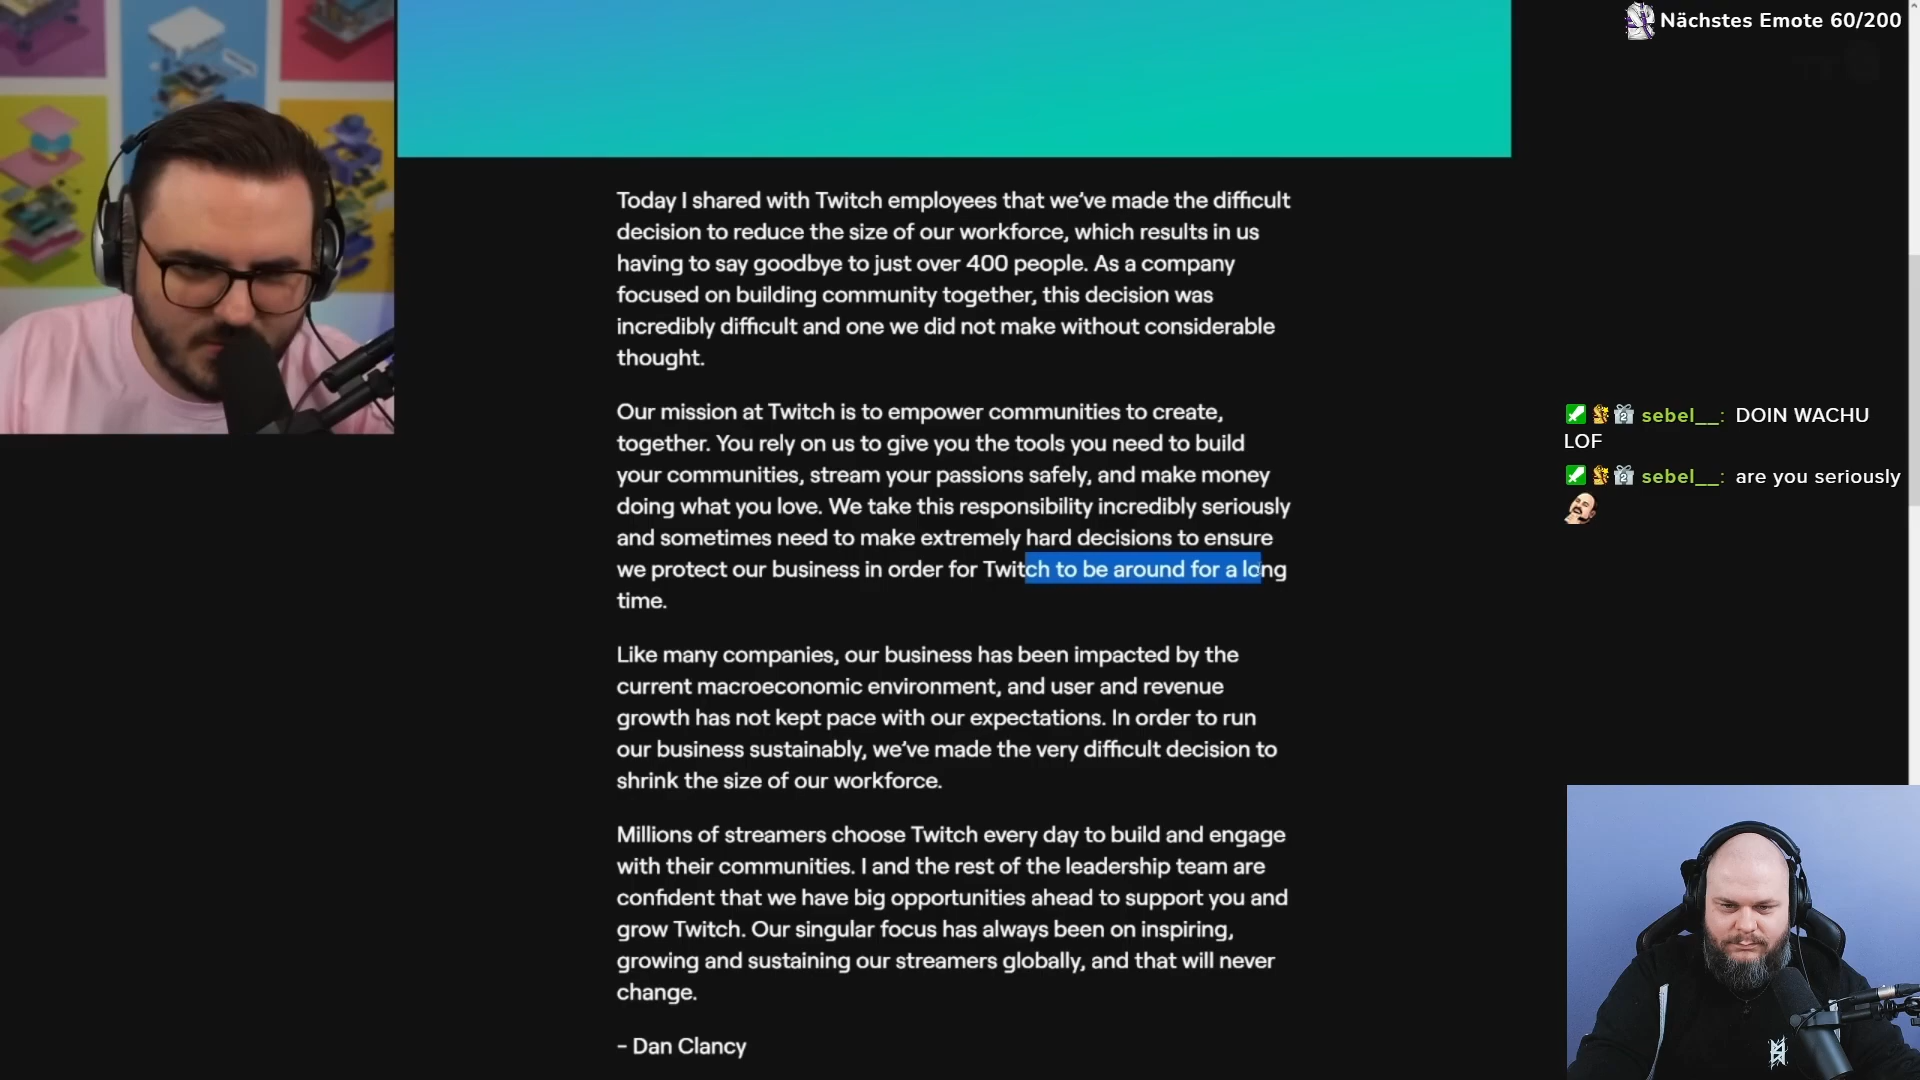 Nächstes Emote 60/200
Today I shared with Twitch employees that we've made the difficult
decision to reduce the size of our workforce, which results in us
having to say goodbye to just over 400 people. As a company
focused on building community together, this decision was
incredibly difficult and one we did not make without considerable
thought.
Our mission at Twitch is to empower communities to create,
together. You rely on us to give you the tools you need to build
your communities, stream your passions safely, and make money
doing what you love. We take this responsibility incredibly seriously
and sometimes need to make extremely hard decisions to ensure
we protect our business in order for Twitch to be around for a long
time.
Like many companies, our business has been impacted by the
current macroeconomic environment, and user and revenue
growth has not kept pace with our expectations. In order to run
our business sustainably, we've made the very difficult decision to
shrink the size of our workforce.
Millions of streamers choose Twitch every day to build and engage
with their communities. I and the rest of the leadership team are
confident that we have big opportunities ahead to support you and
grow Twitch. Our singular focus has always been on inspiring,
growing and sustaining our streamers globally, and that will never
change.
- Dan Clancy
2 sebel__: DOIN WACHU
LOF
2 sebel__: are you seriously